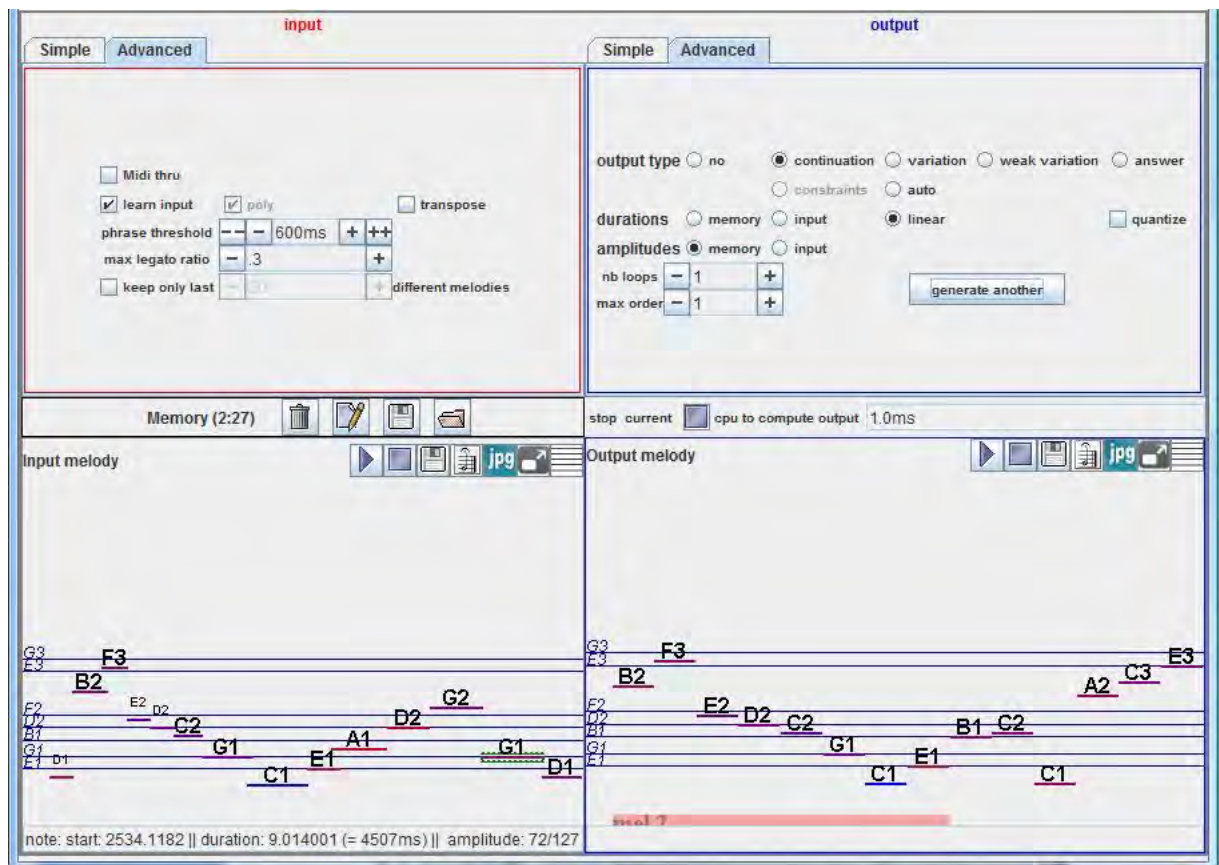 input
Simple Advanced
Midi thru
learn input poly transpose
phrase threshold -- - 600ms + ++
max legato ratio - .3 +
keep only last - + different melodies
Memory (2:27)
Input melody
jpg
G3
E3
F2
D2
B1
G1
E1
D1 B2 F3 E2 D2 C2 G1 C1 E1 A1 D2 G2 G1 D1
note: start: 2534.1182 || duration: 9.014001 (= 4507ms) || amplitude: 72/127
output
Simple Advanced
output type no continuation variation weak variation answer
constraints auto
durations memory input linear quantize
amplitudes memory input
nb loops - 1 +
max order - 1 +
generate another
stop current cpu to compute output 1.0ms
Output melody
jpg
G3
E3
F2
D2
B1
G1
E1
B2 F3 E2 D2 C2 G1 C1 E1 B1 C2 C1 A2 C3 E3